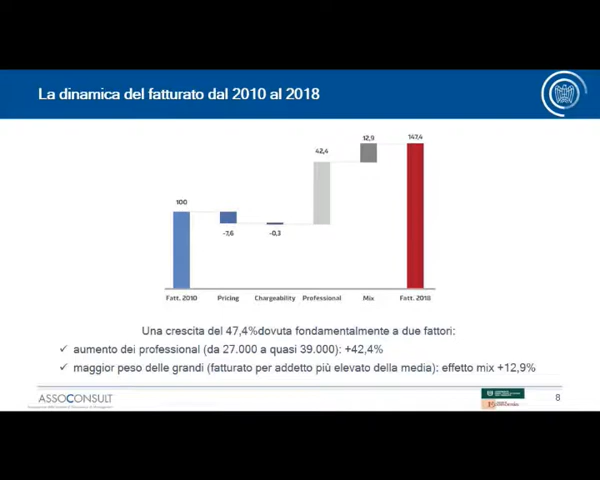 La dinamica del fatturato dal 2010 al 2018
100
-7,6
-0,3
42,4
12,9
147,4
Fatt. 2010
Pricing
Chargeability
Professional
Mix
Fatt. 2018
Una crescita del 47,4%dovuta fondamentalmente a due fattori:
✓ aumento dei professional (da 27.000 a quasi 39.000): +42,4%
✓ maggior peso delle grandi (fatturato per addetto più elevato della media): effetto mix +12,9%
ASSOCONSULT
8